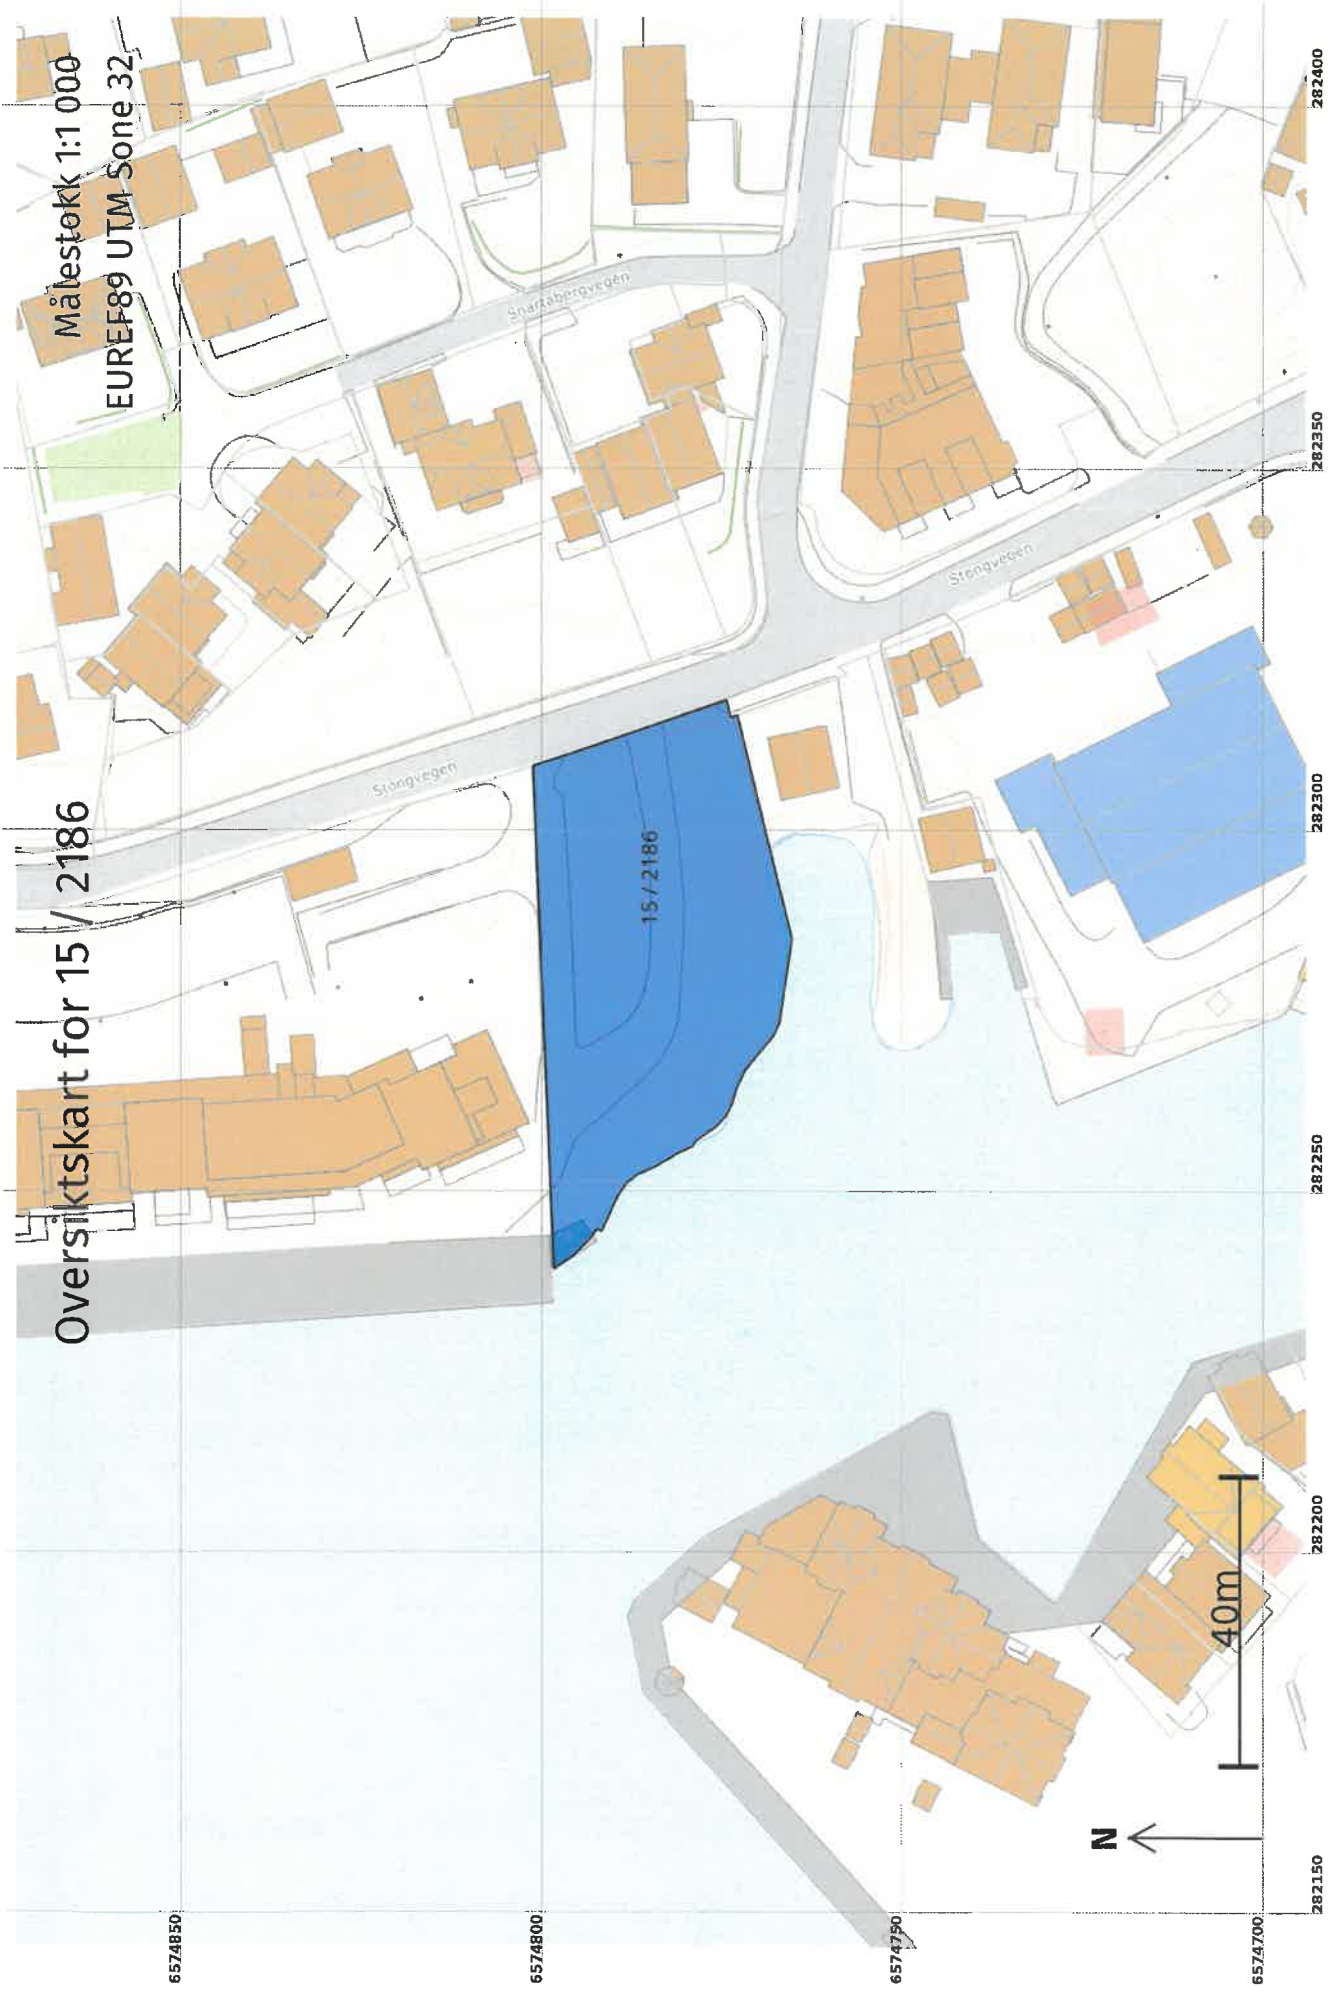 Oversiktskart for 15 / 2186
Målestokk 1:1 000
EUREF89 UTM Sone 32
6574850
6574800
6574750
6574700
Stongvegen
Snartabergvegen
Stongvegen
15 / 2186
N
40m
282150
282200
282250
282300
282350
282400